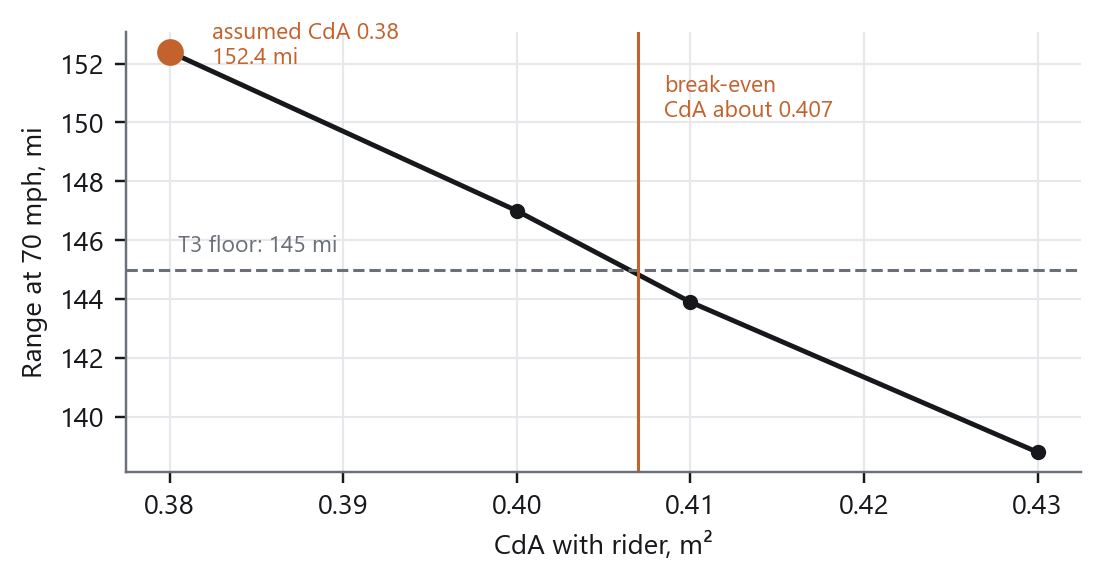 assumed CdA 0.38
152.4 mi
break-even
CdA about 0.407
T3 floor: 145 mi
Range at 70 mph, mi
152
150
148
146
144
142
140
0.38
0.39
0.40
0.41
0.42
0.43
CdA with rider, m²